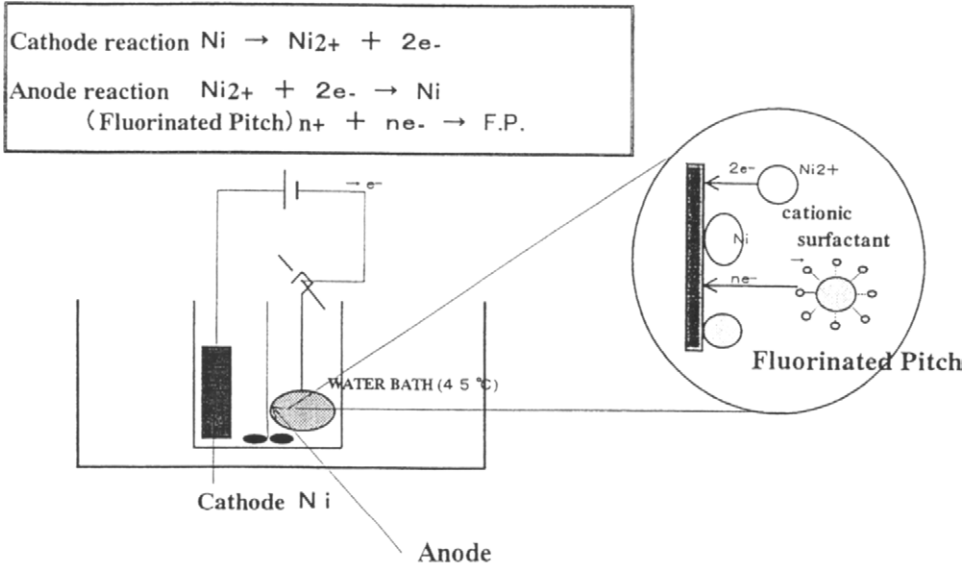 Cathode reaction Ni → Ni2+ + 2e-
Anode reaction Ni2+ + 2e- → Ni
(Fluorinated Pitch) n+ + ne- → F.P.
→ e-
2e-
Ni2+
cationic
surfactant
Ni
→
ne-
Fluorinated Pitch
WATER BATH (45℃)
Cathode Ni
Anode